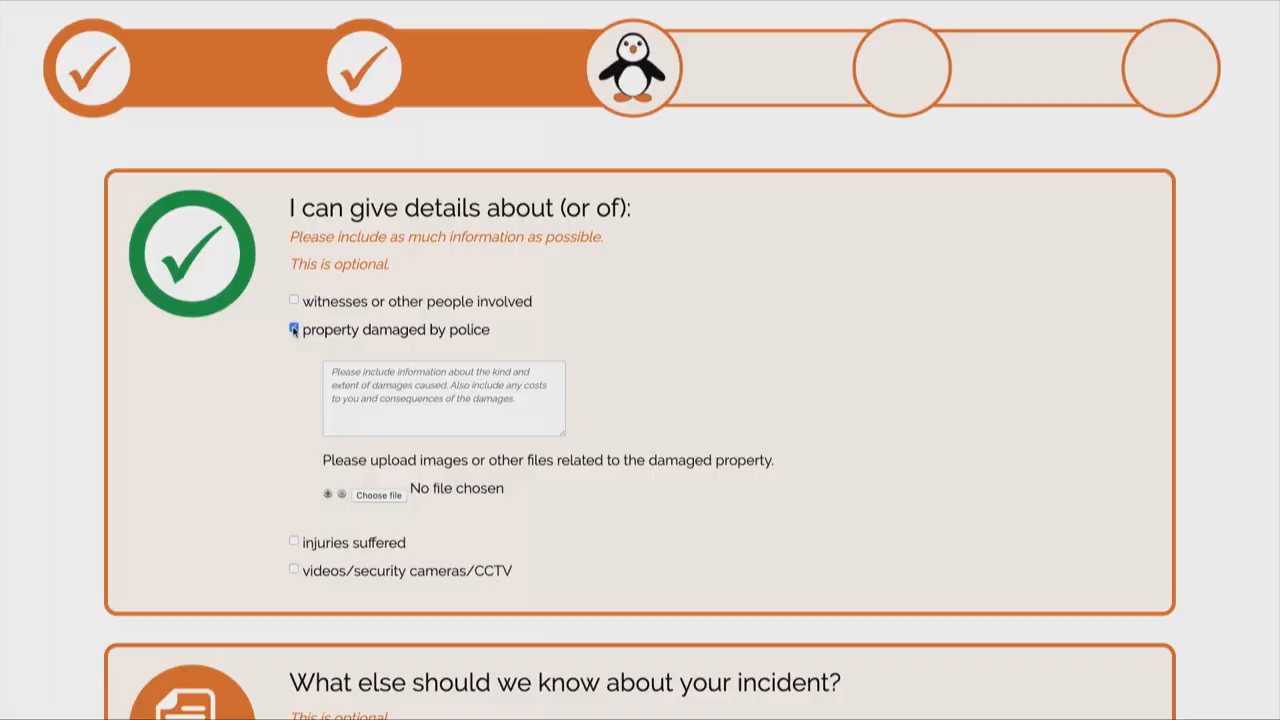 I can give details about (or of):
Please include as much information as possible.
This is optional.
witnesses or other people involved
property damaged by police
Please include information about the kind and
extent of damages caused. Also include any costs
to you and consequences of the damages.
Please upload images or other files related to the damaged property.
Choose file No file chosen
injuries suffered
videos/security cameras/CCTV
What else should we know about your incident?
This is optional.